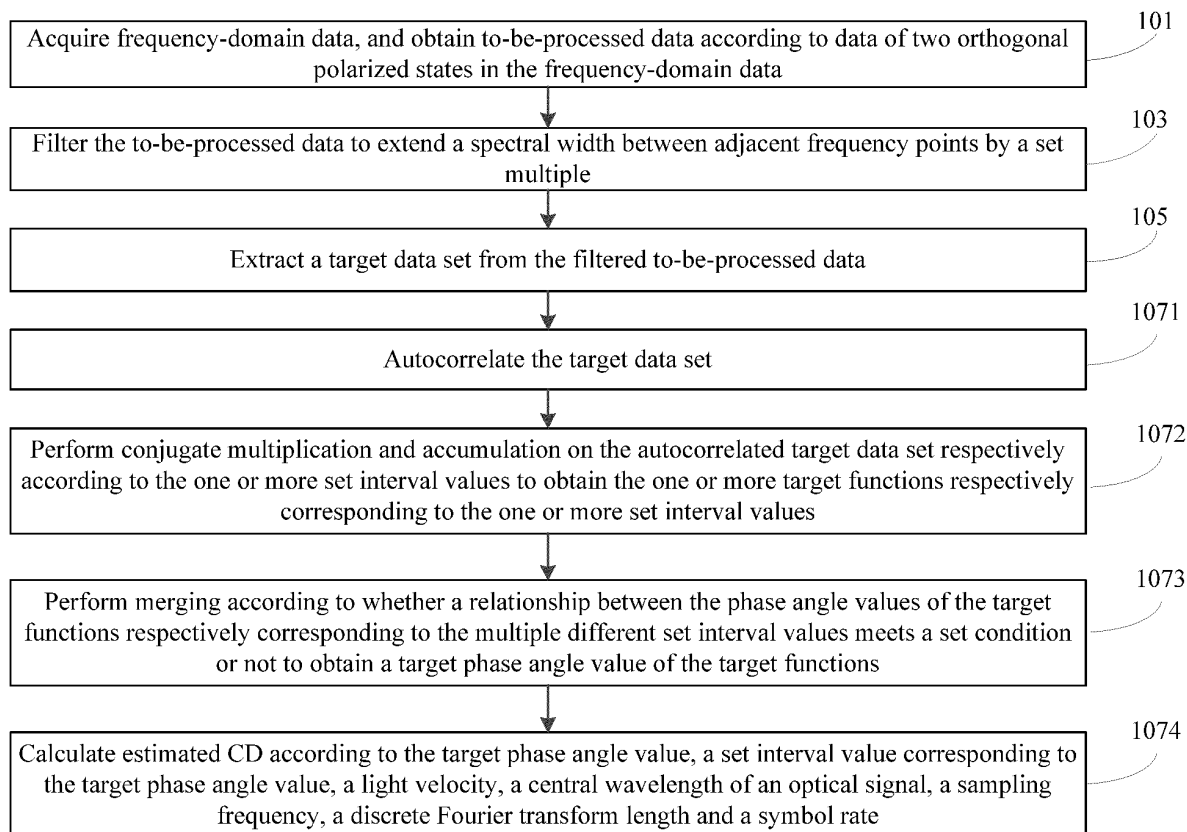 101
Acquire frequency-domain data, and obtain to-be-processed data according to data of two orthogonal
polarized states in the frequency-domain data
103
Filter the to-be-processed data to extend a spectral width between adjacent frequency points by a set
multiple
105
Extract a target data set from the filtered to-be-processed data
1071
Autocorrelate the target data set
1072
Perform conjugate multiplication and accumulation on the autocorrelated target data set respectively
according to the one or more set interval values to obtain the one or more target functions respectively
corresponding to the one or more set interval values
1073
Perform merging according to whether a relationship between the phase angle values of the target
functions respectively corresponding to the multiple different set interval values meets a set condition
or not to obtain a target phase angle value of the target functions
1074
Calculate estimated CD according to the target phase angle value, a set interval value corresponding to
the target phase angle value, a light velocity, a central wavelength of an optical signal, a sampling
frequency, a discrete Fourier transform length and a symbol rate